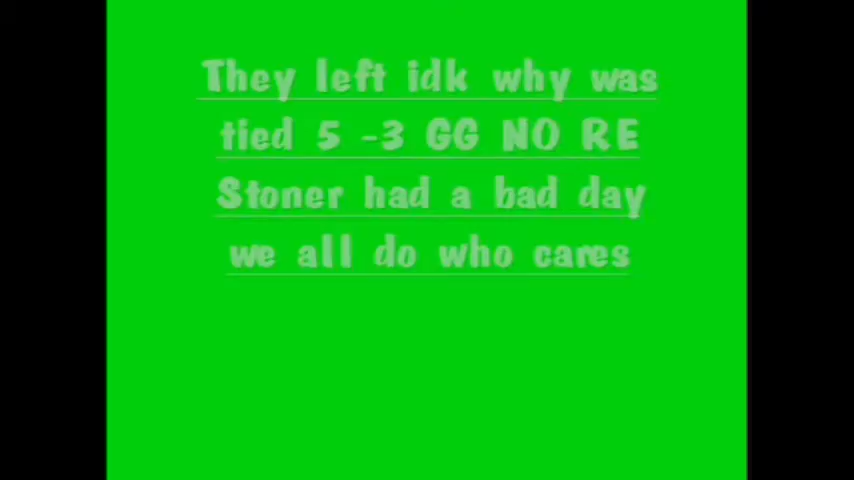 They left idk why was
tied 5 -3 GG NO RE
Stoner had a bad day
we all do who cares